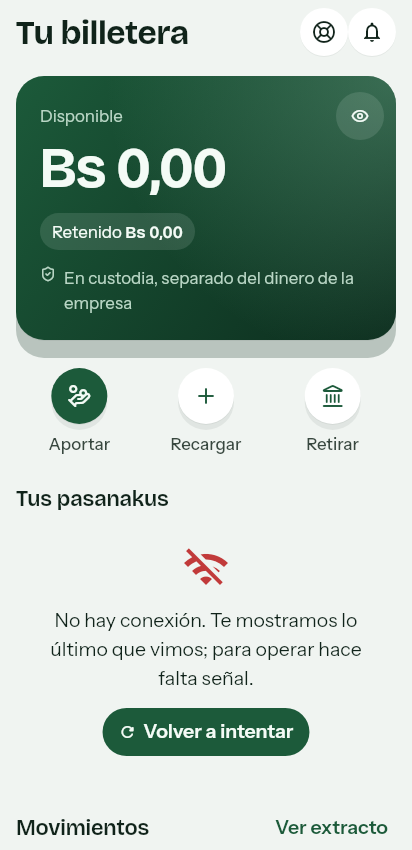 Tu billetera
Disponible
Bs 0,00
Retenido Bs 0,00
En custodia, separado del dinero de la
empresa
Aportar
Recargar
Retirar
Tus pasanakus
No hay conexión. Te mostramos lo
último que vimos; para operar hace
falta señal.
Volver a intentar
Movimientos
Ver extracto